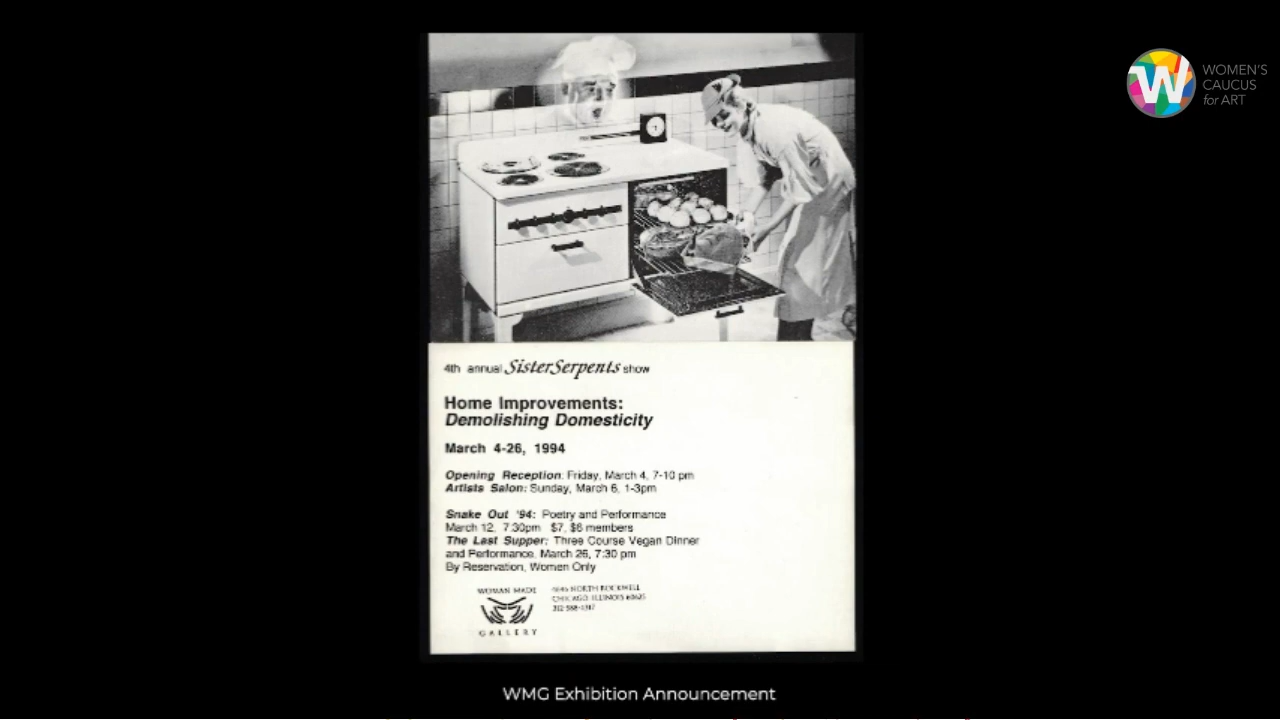 WOMEN'S
CAUCUS
for ART
4th annual SisterSerpents show
Home Improvements:
Demolishing Domesticity
March 4-26, 1994
Opening Reception: Friday, March 4, 7-10 pm
Artists Salon: Sunday, March 6, 1-3pm
Snake Out '94: Poetry and Performance
March 12, 7:30pm $7, $6 members
The Last Supper: Three Course Vegan Dinner
and Performance, March 26, 7:30 pm
By Reservation, Women Only
WOMAN MADE
GALLERY
NORTH ROCKWELL
CHICAGO ILLINOIS
WMG Exhibition Announcement